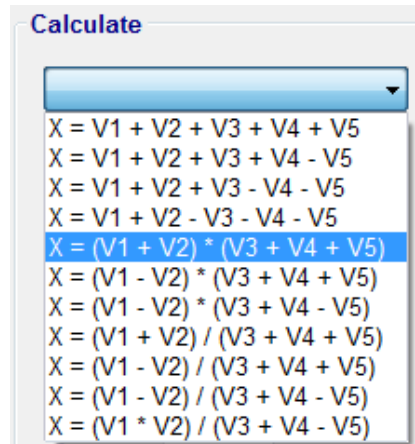 Calculate
X = V1 + V2 + V3 + V4 + V5
X = V1 + V2 + V3 + V4 - V5
X = V1 + V2 + V3 - V4 - V5
X = V1 + V2 - V3 - V4 - V5
X = (V1 + V2) * (V3 + V4 + V5)
X = (V1 - V2) * (V3 + V4 + V5)
X = (V1 - V2) * (V3 + V4 - V5)
X = (V1 + V2) / (V3 + V4 + V5)
X = (V1 - V2) / (V3 + V4 + V5)
X = (V1 - V2) / (V3 + V4 - V5)
X = (V1 * V2) / (V3 + V4 - V5)